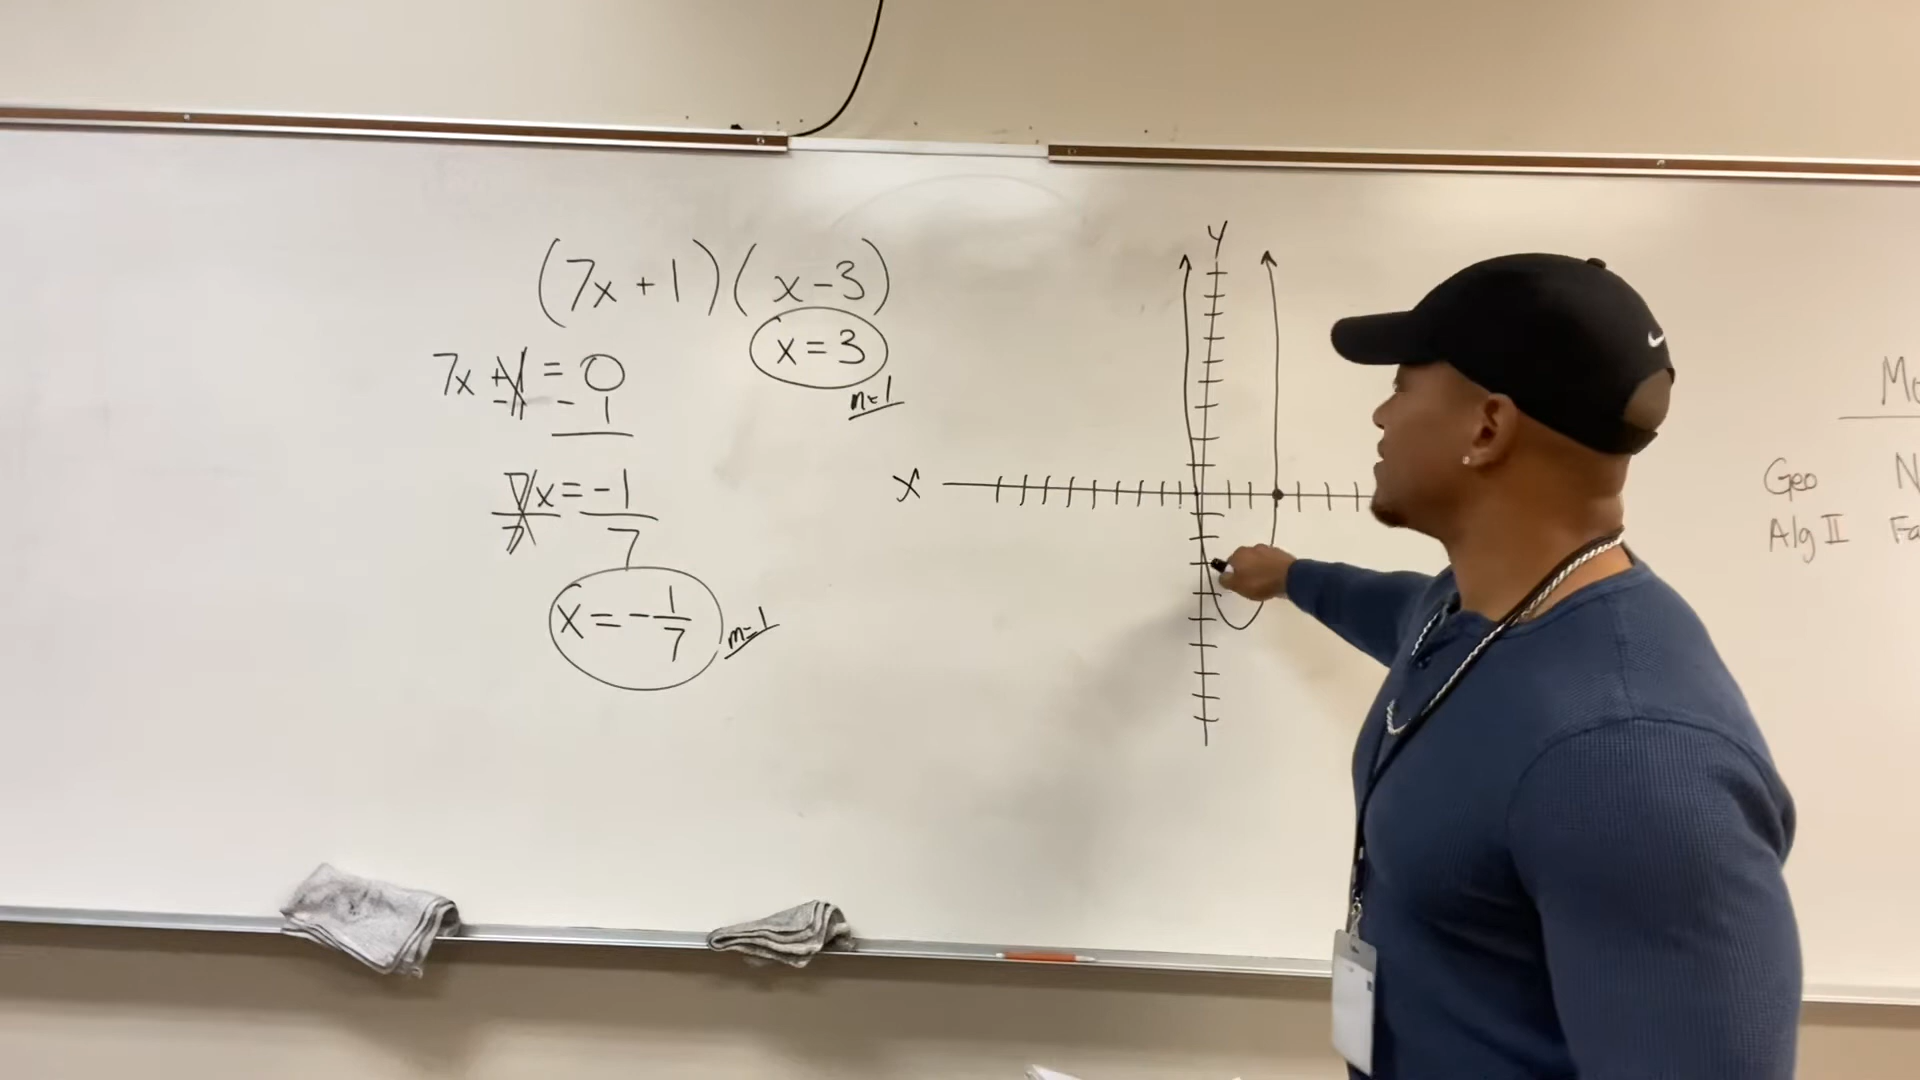 (7x + 1)(x - 3)
x = 3
m=1
7x + 1 = 0
- 1 - 1
7x = -1
7 7
x = - 1/7
m=1
y
x
Geo
Alg II